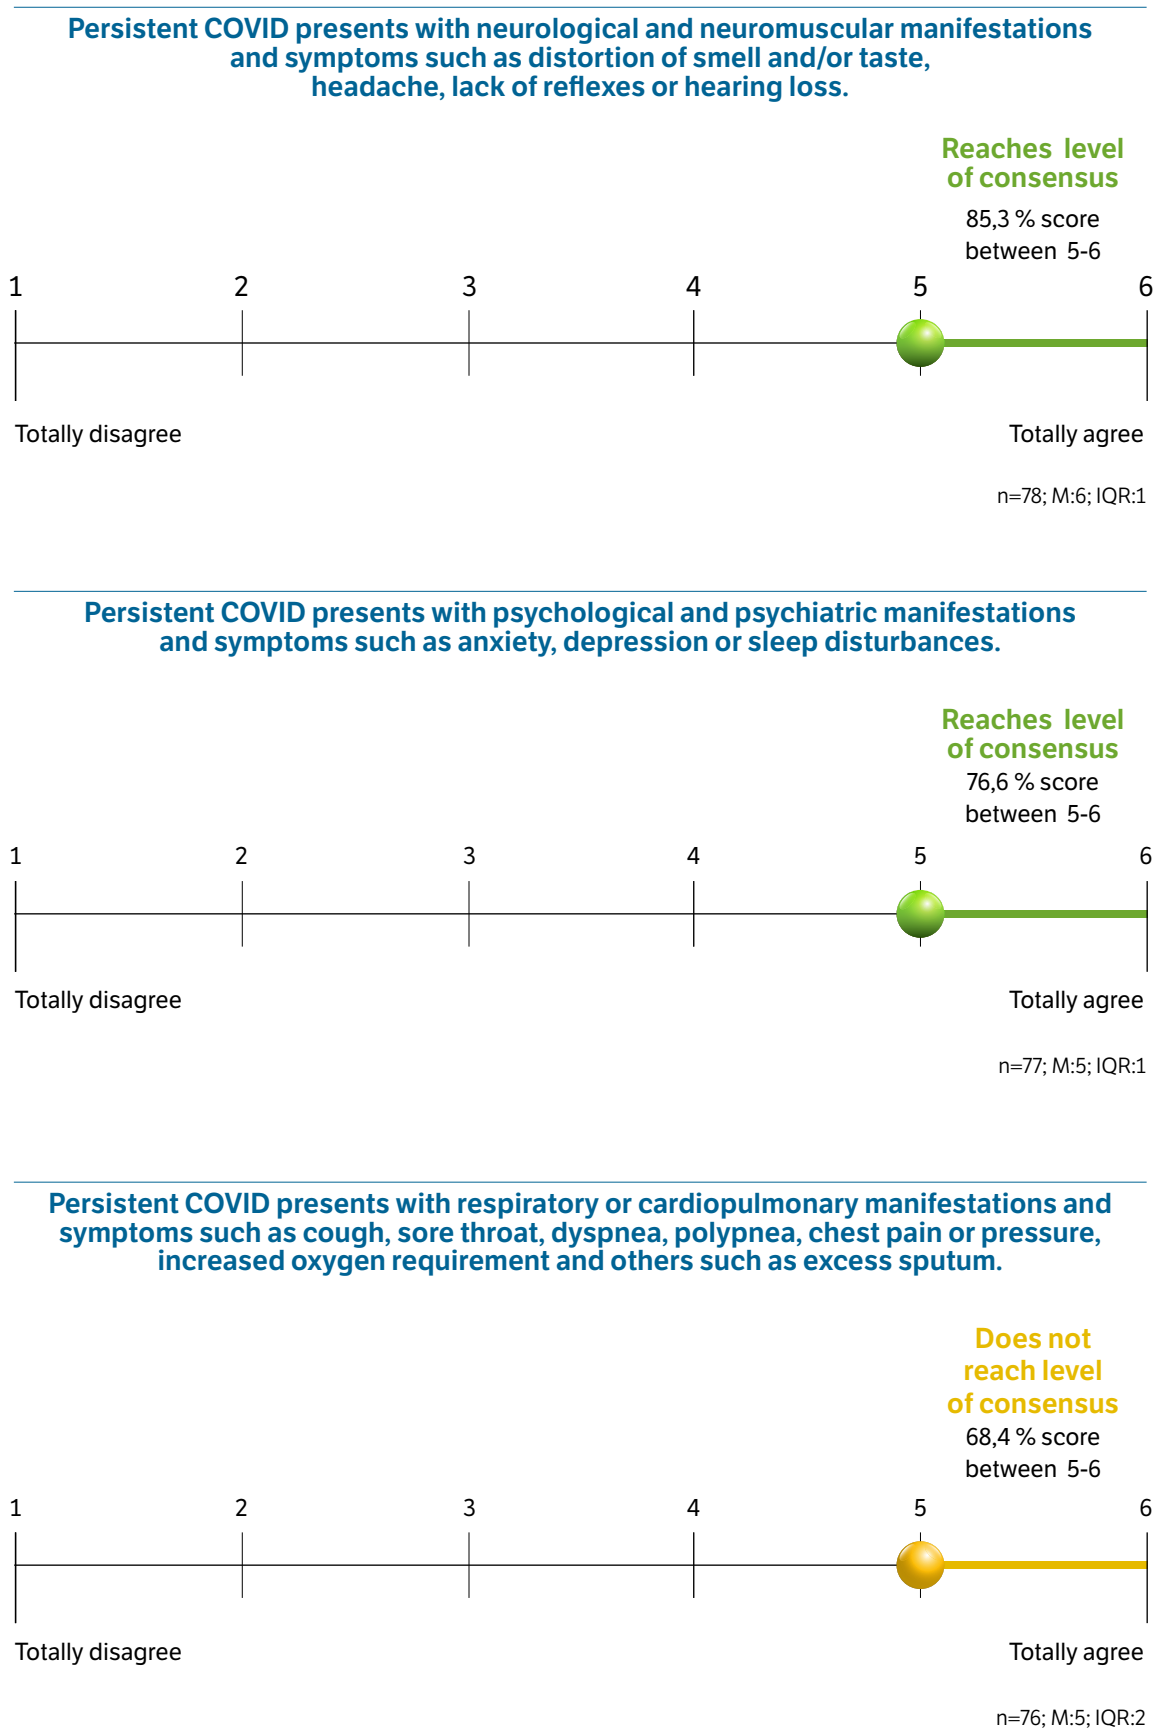 Persistent COVID presents with neurological and neuromuscular manifestations
and symptoms such as distortion of smell and/or taste,
headache, lack of reflexes or hearing loss.
Reaches level
of consensus
85,3 % score
between 5-6
1 2 3 4 5 6
Totally disagree Totally agree
n=78; M:6; IQR:1
Persistent COVID presents with psychological and psychiatric manifestations
and symptoms such as anxiety, depression or sleep disturbances.
Reaches level
of consensus
76,6 % score
between 5-6
1 2 3 4 5 6
Totally disagree Totally agree
n=77; M:5; IQR:1
Persistent COVID presents with respiratory or cardiopulmonary manifestations and
symptoms such as cough, sore throat, dyspnea, polypnea, chest pain or pressure,
increased oxygen requirement and others such as excess sputum.
Does not
reach level
of consensus
68,4 % score
between 5-6
1 2 3 4 5 6
Totally disagree Totally agree
n=76; M:5; IQR:2